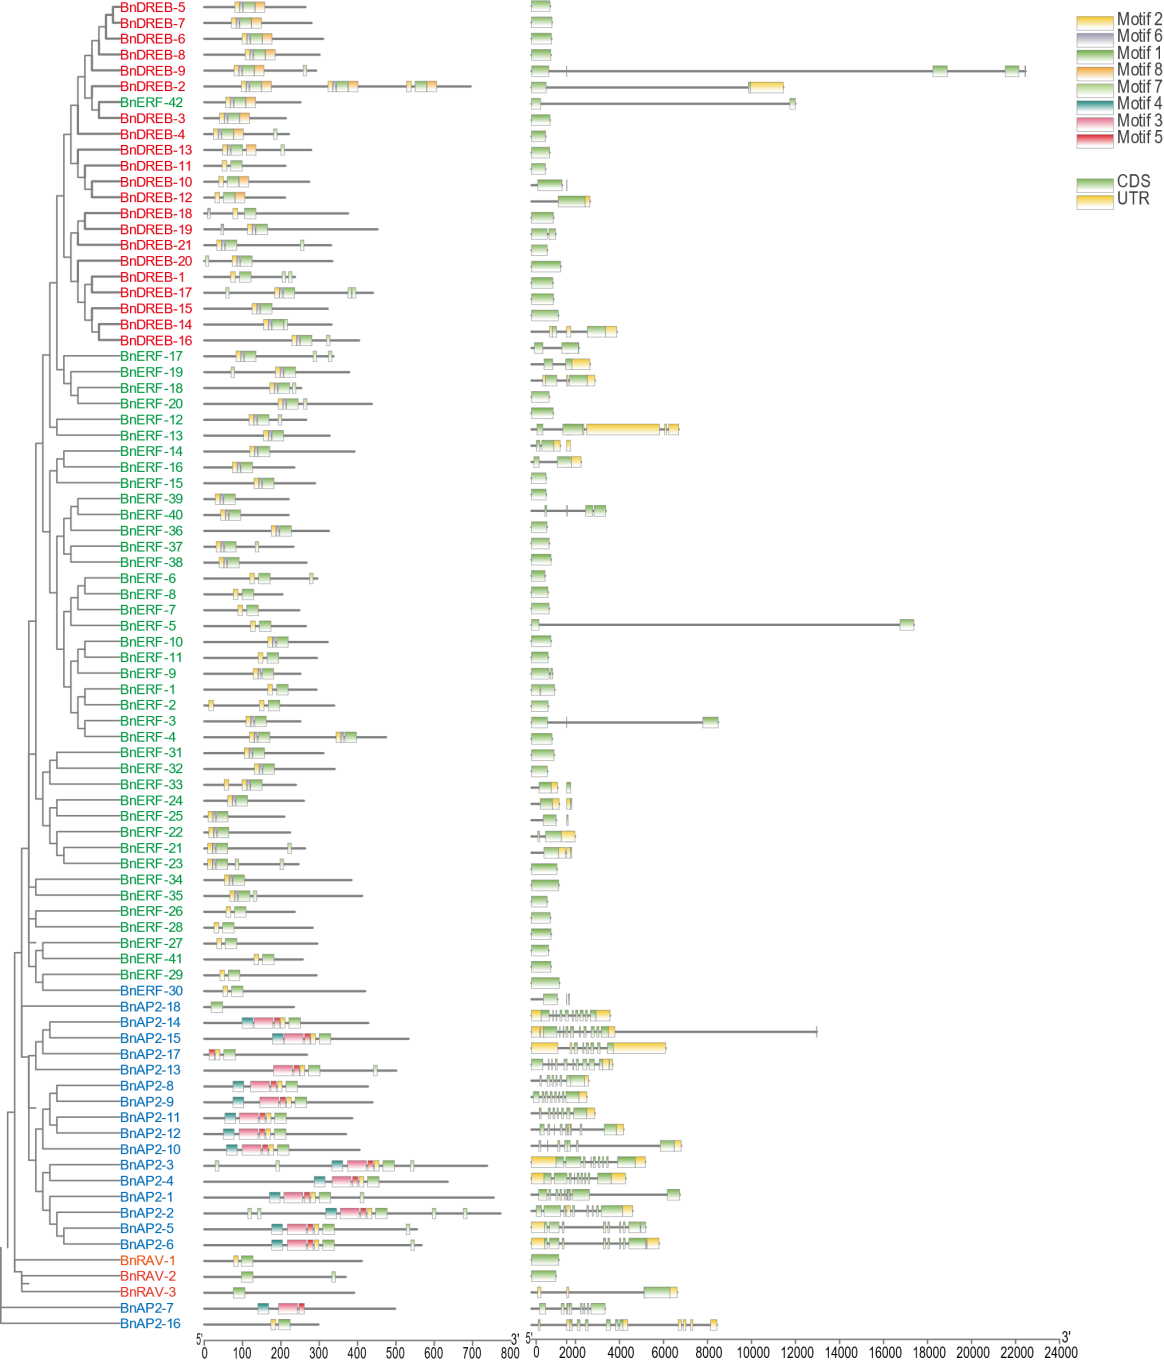 BnDREB-5
BnDREB-7
BnDREB-6
BnDREB-8
BnDREB-9
BnDREB-2
BnERF-42
BnDREB-3
BnDREB-4
BnDREB-13
BnDREB-11
BnDREB-10
BnDREB-12
BnDREB-18
BnDREB-19
BnDREB-21
BnDREB-20
BnDREB-1
BnDREB-17
BnDREB-15
BnDREB-14
BnDREB-16
BnERF-17
BnERF-19
BnERF-18
BnERF-20
BnERF-12
BnERF-13
BnERF-14
BnERF-16
BnERF-15
BnERF-39
BnERF-40
BnERF-36
BnERF-37
BnERF-38
BnERF-6
BnERF-8
BnERF-7
BnERF-5
BnERF-10
BnERF-11
BnERF-9
BnERF-1
BnERF-2
BnERF-3
BnERF-4
BnERF-31
BnERF-32
BnERF-33
BnERF-24
BnERF-25
BnERF-22
BnERF-21
BnERF-23
BnERF-34
BnERF-35
BnERF-26
BnERF-28
BnERF-27
BnERF-41
BnERF-29
BnERF-30
BnAP2-18
BnAP2-14
BnAP2-15
BnAP2-17
BnAP2-13
BnAP2-8
BnAP2-9
BnAP2-11
BnAP2-12
BnAP2-10
BnAP2-3
BnAP2-4
BnAP2-1
BnAP2-2
BnAP2-5
BnAP2-6
BnRAV-1
BnRAV-2
BnRAV-3
BnAP2-7
BnAP2-16
5' 3'
0 100 200 300 400 500 600 700 800
5' 3'
0 2000 4000 6000 8000 10000 12000 14000 16000 18000 20000 22000 24000
Motif 2
Motif 6
Motif 1
Motif 8
Motif 7
Motif 4
Motif 3
Motif 5
CDS
UTR